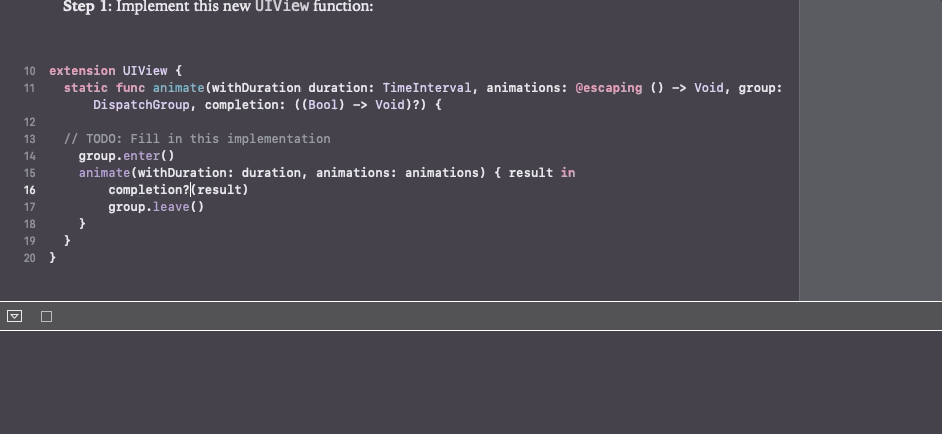 Step 1: Implement this new UIView function:
10 extension UIView {
11 static func animate(withDuration duration: TimeInterval, animations: @escaping () -> Void, group:
DispatchGroup, completion: ((Bool) -> Void)?) {
12
13 // TODO: Fill in this implementation
14 group.enter()
15 animate(withDuration: duration, animations: animations) { result in
16 completion?(result)
17 group.leave()
18 }
19 }
20 }